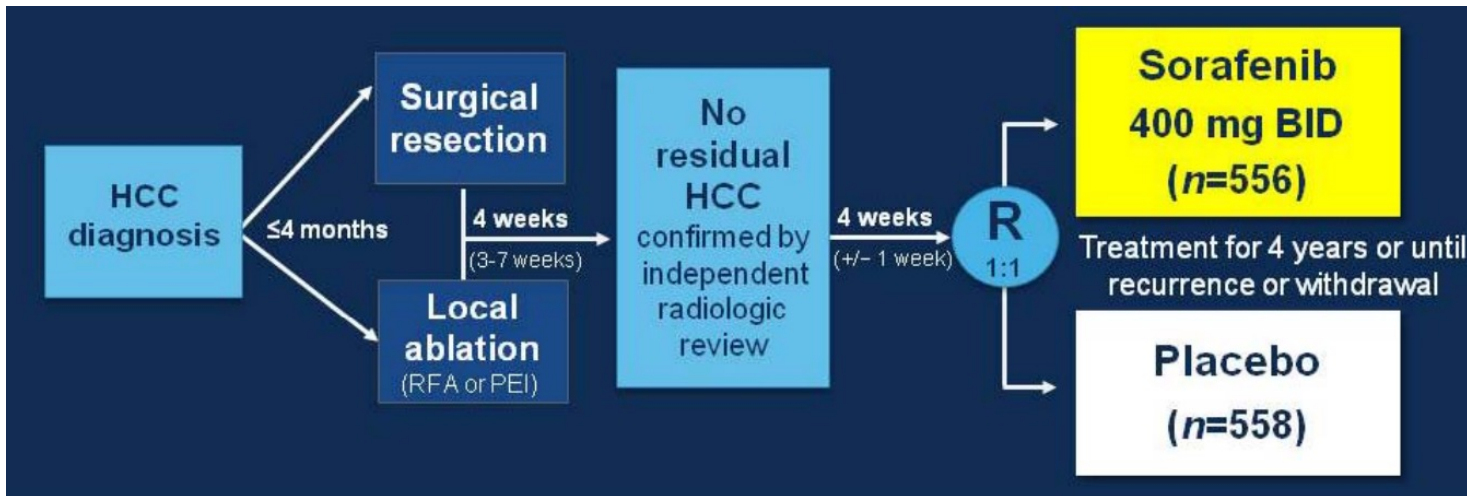 HCC
diagnosis
≤4 months
Surgical
resection
Local
ablation
(RFA or PEI)
4 weeks
(3-7 weeks)
No
residual
HCC
confirmed by
independent
radiologic
review
4 weeks
(+/– 1 week)
R
1:1
Sorafenib
400 mg BID
(n=556)
Treatment for 4 years or until
recurrence or withdrawal
Placebo
(n=558)